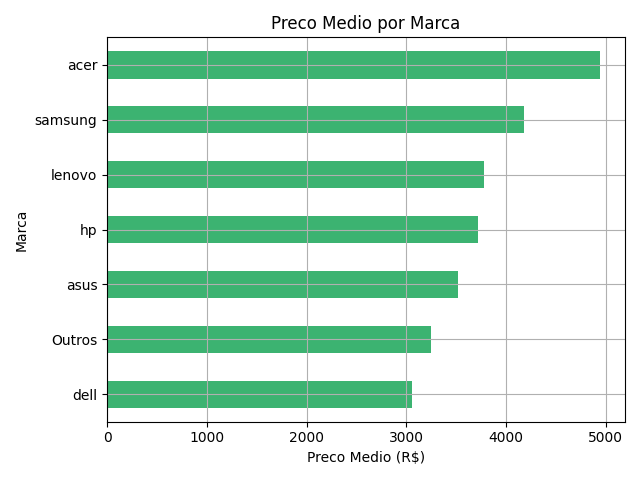 Preco Medio por Marca
acer
samsung
lenovo
hp
asus
Outros
dell
Marca
0 1000 2000 3000 4000 5000
Preco Medio (R$)